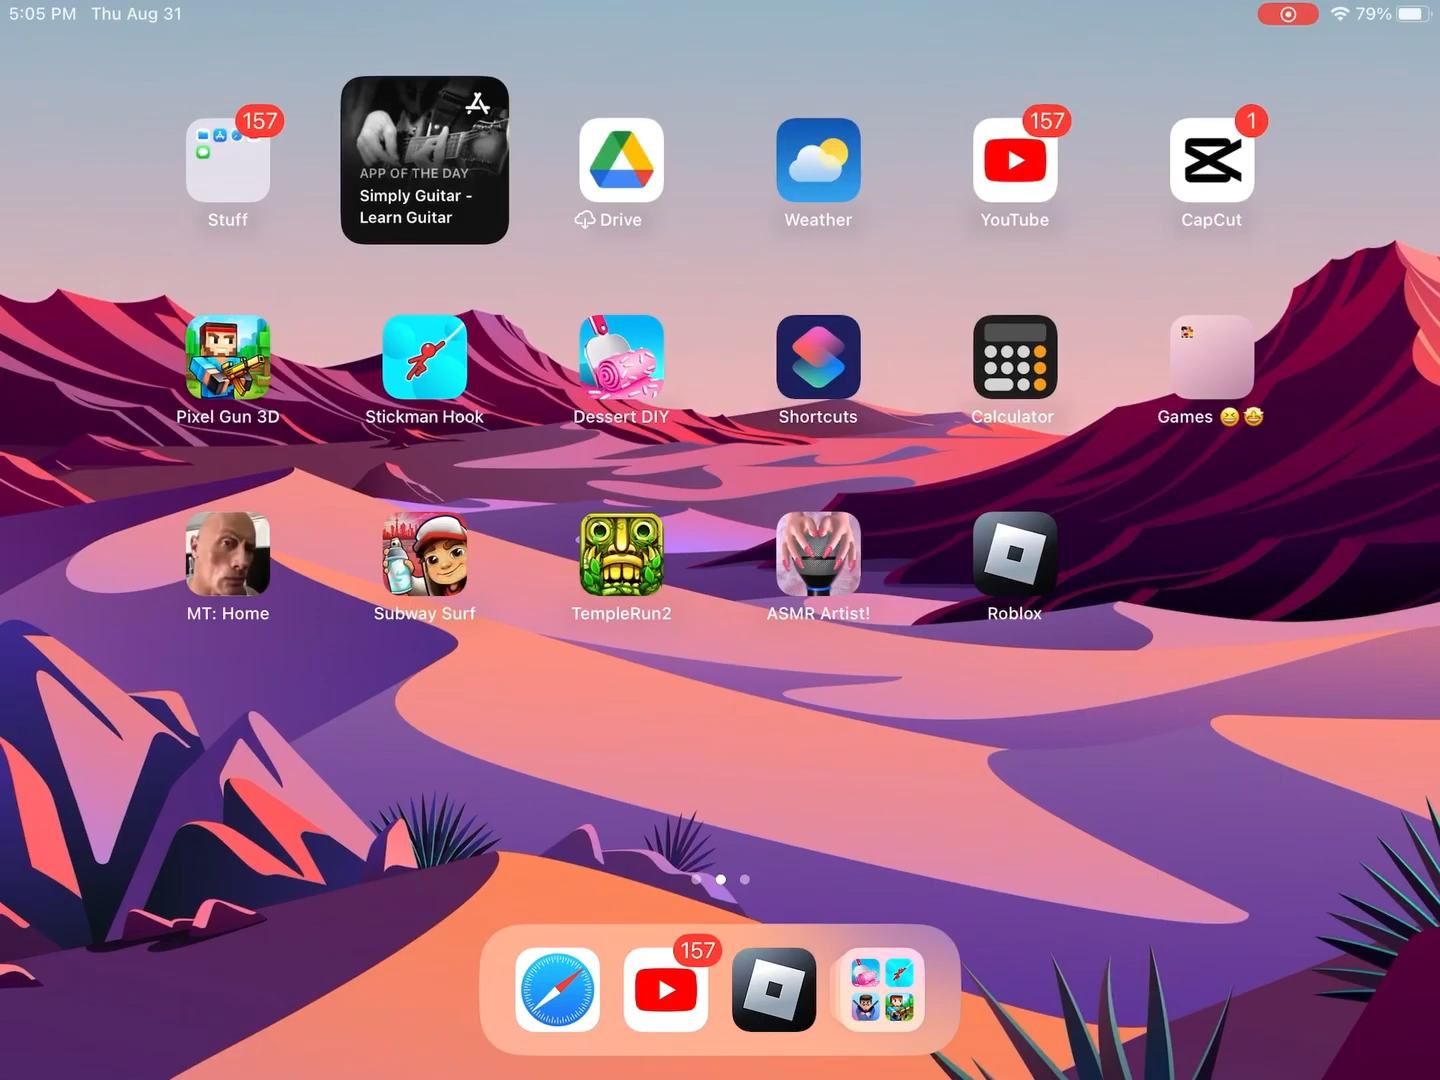 5:05 PM Thu Aug 31
79%
157
157
1
APP OF THE DAY
Simply Guitar -
Learn Guitar
Stuff
Drive
Weather
YouTube
CapCut
Pixel Gun 3D
Stickman Hook
Dessert DIY
Shortcuts
Calculator
Games 😆🤩
MT: Home
Subway Surf
TempleRun2
ASMR Artist!
Roblox
157